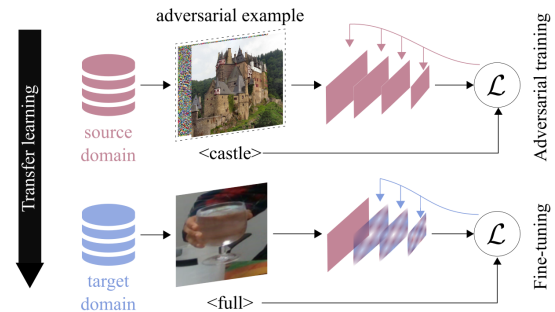 adversarial example
Transfer learning
source
domain
<castle>
ℒ
Adversarial training
target
domain
<full>
ℒ
Fine-tuning